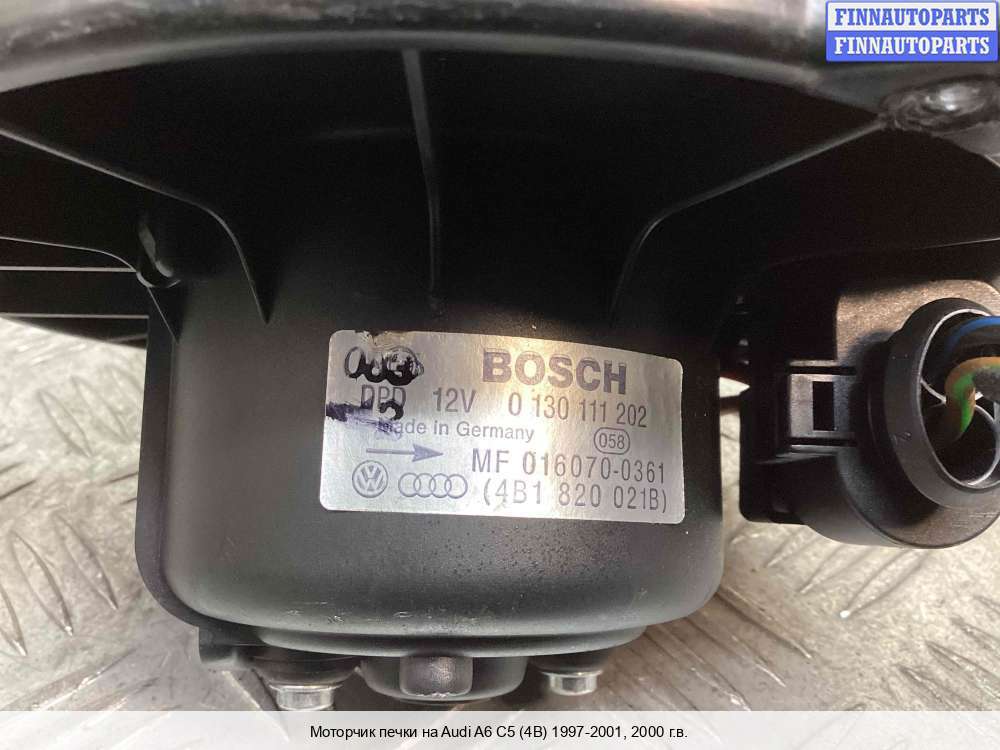 FINNAUTOPARTS
FINNAUTOPARTS
BOSCH
DPD 12V 0 130 111 202
Made in Germany 058
MF 016070-0361
(4B1 820 021B)
Моторчик печки на Audi A6 C5 (4B) 1997-2001, 2000 г.в.